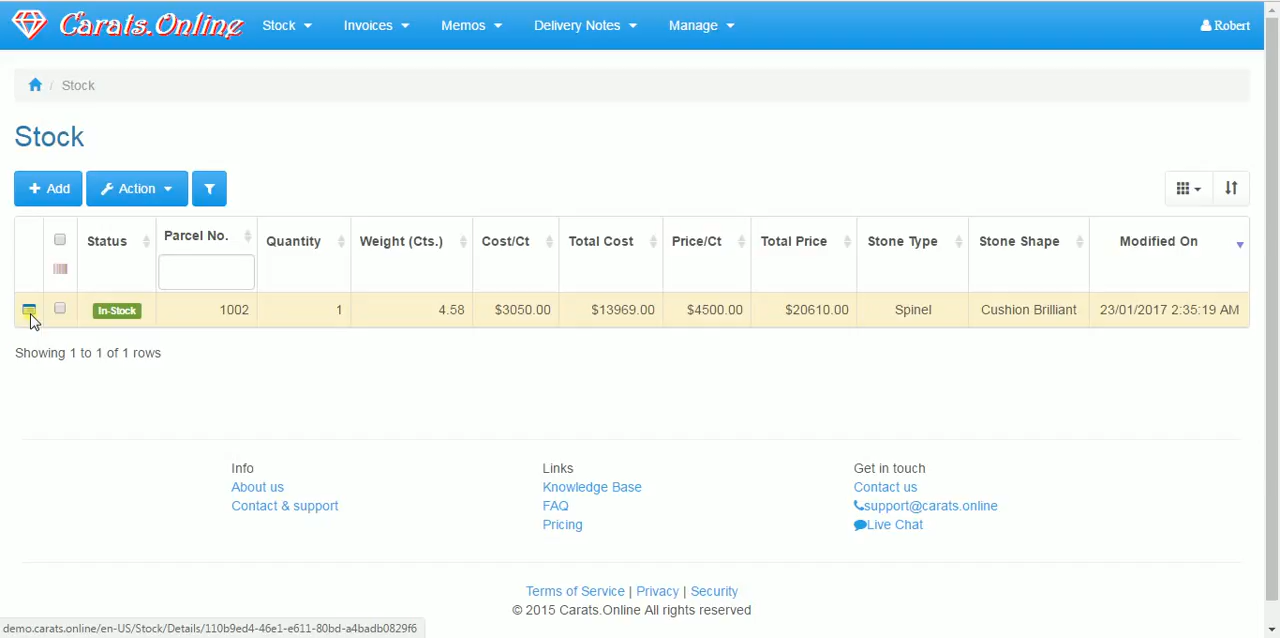 Carats.Online Stock Invoices Memos Delivery Notes Manage Robert
/ Stock
Stock
+ Add Action
Status Parcel No. Quantity Weight (Cts.) Cost/Ct Total Cost Price/Ct Total Price Stone Type Stone Shape Modified On
In-Stock 1002 1 4.58 $3050.00 $13969.00 $4500.00 $20610.00 Spinel Cushion Brilliant 23/01/2017 2:35:19 AM
Showing 1 to 1 of 1 rows
Info Links Get in touch
About us Knowledge Base Contact us
Contact & support FAQ support@carats.online
Pricing Live Chat
Terms of Service | Privacy | Security
© 2015 Carats.Online All rights reserved
demo.carats.online/en-US/Stock/Details/110b9ed4-46e1-e611-80bd-a4badb0829f6